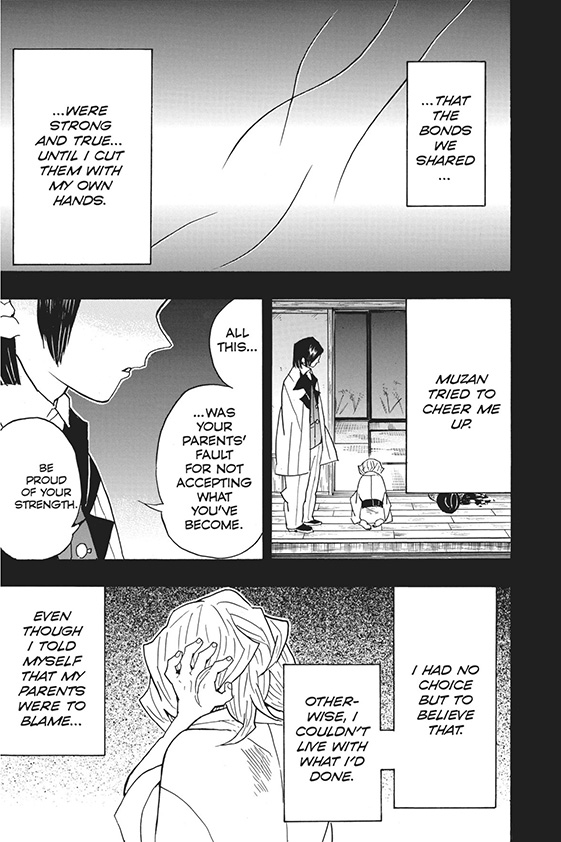 ...THAT
THE
BONDS
WE
SHARED
...
...WERE
STRONG
AND TRUE...
UNTIL I CUT
THEM WITH
MY OWN
HANDS.
MUZAN
TRIED TO
CHEER ME
UP.
ALL
THIS...
...WAS
YOUR
PARENTS'
FAULT
FOR NOT
ACCEPTING
WHAT
YOU'VE
BECOME.
BE
PROUD
OF YOUR
STRENGTH.
I HAD NO
CHOICE
BUT TO
BELIEVE
THAT.
OTHER-
WISE, I
COULDN'T
LIVE WITH
WHAT I'D
DONE.
EVEN
THOUGH
I TOLD
MYSELF
THAT MY
PARENTS
WERE TO
BLAME...